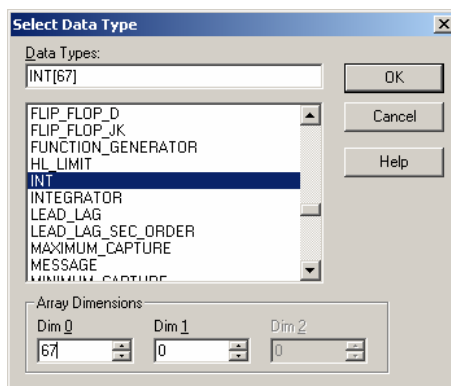 Select Data Type
Data Types:
INT[67]
OK
FLIP_FLOP_D
FLIP_FLOP_JK
FUNCTION_GENERATOR
HL_LIMIT
INT
INTEGRATOR
LEAD_LAG
LEAD_LAG_SEC_ORDER
MAXIMUM_CAPTURE
MESSAGE
MINIMUM_CAPTURE
Cancel
Help
Array Dimensions
Dim 0 Dim 1 Dim 2
67 0 0